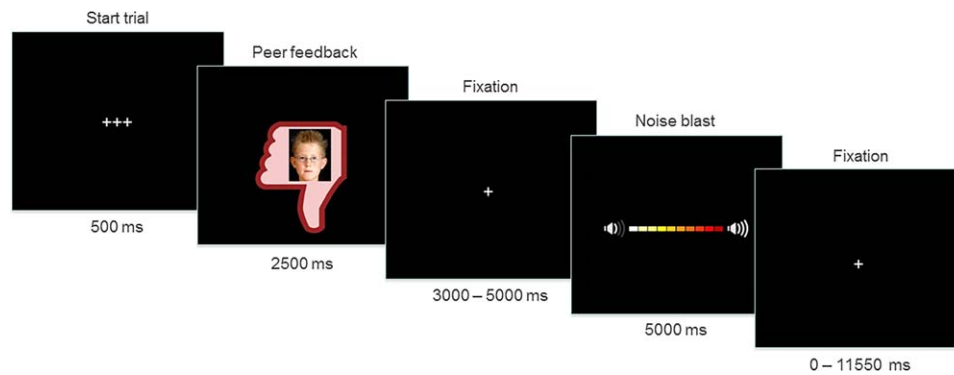 Start trial
+++
500 ms
Peer feedback
2500 ms
Fixation
+
3000 – 5000 ms
Noise blast
5000 ms
Fixation
+
0 – 11550 ms